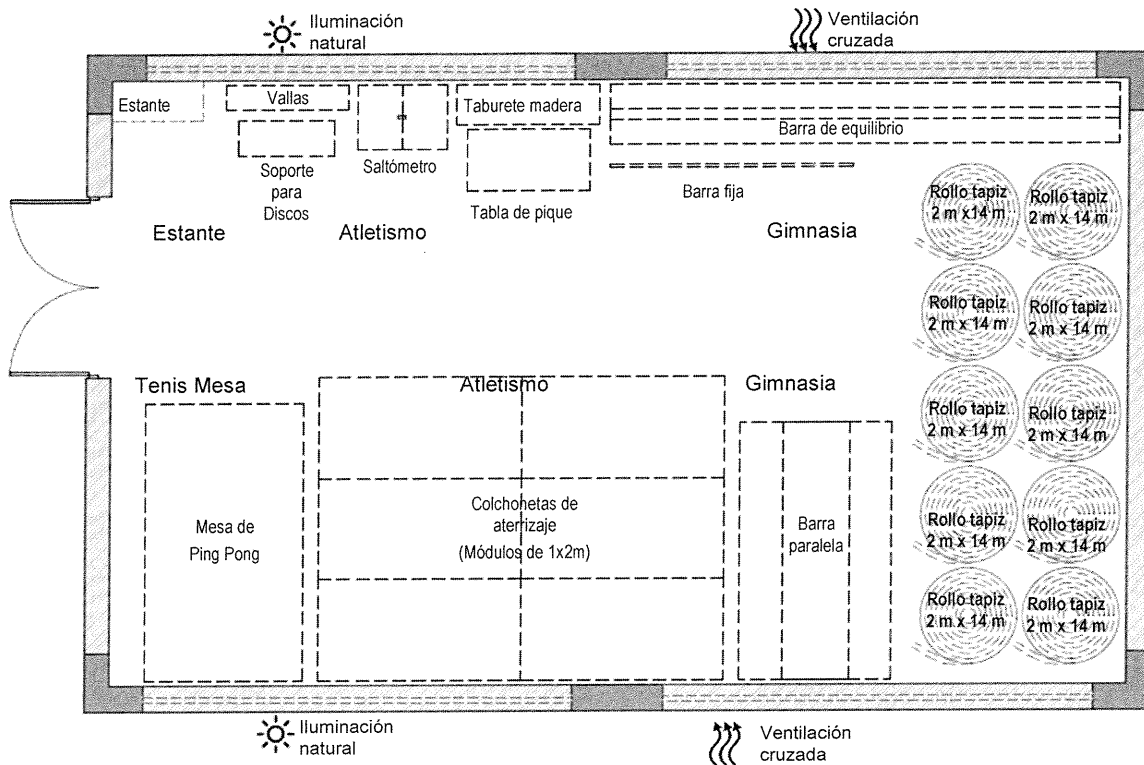 Iluminación
natural
Ventilación
cruzada
Estante
Vallas
Taburete madera
Barra de equilibrio
Soporte
para
Discos
Saltómetro
Tabla de pique
Barra fija
Rollo tapiz
2 m x14 m
Rollo tapiz
2 m x 14 m
Estante
Atletismo
Gimnasia
Rollo tapiz
2 m x 14 m
Rollo tapiz
2 m x 14 m
Tenis Mesa
Atletismo
Gimnasia
Rollo tapiz
2 m x 14 m
Rollo tapiz
2 m x 14 m
Mesa de
Ping Pong
Colchonetas de
aterrizaje
(Módulos de 1x2m)
Barra
paralela
Rollo tapiz
2 m x 14 m
Rollo tapiz
2 m x 14 m
Rollo tapiz
2 m x 14 m
Rollo tapiz
2 m x 14 m
Iluminación
natural
Ventilación
cruzada